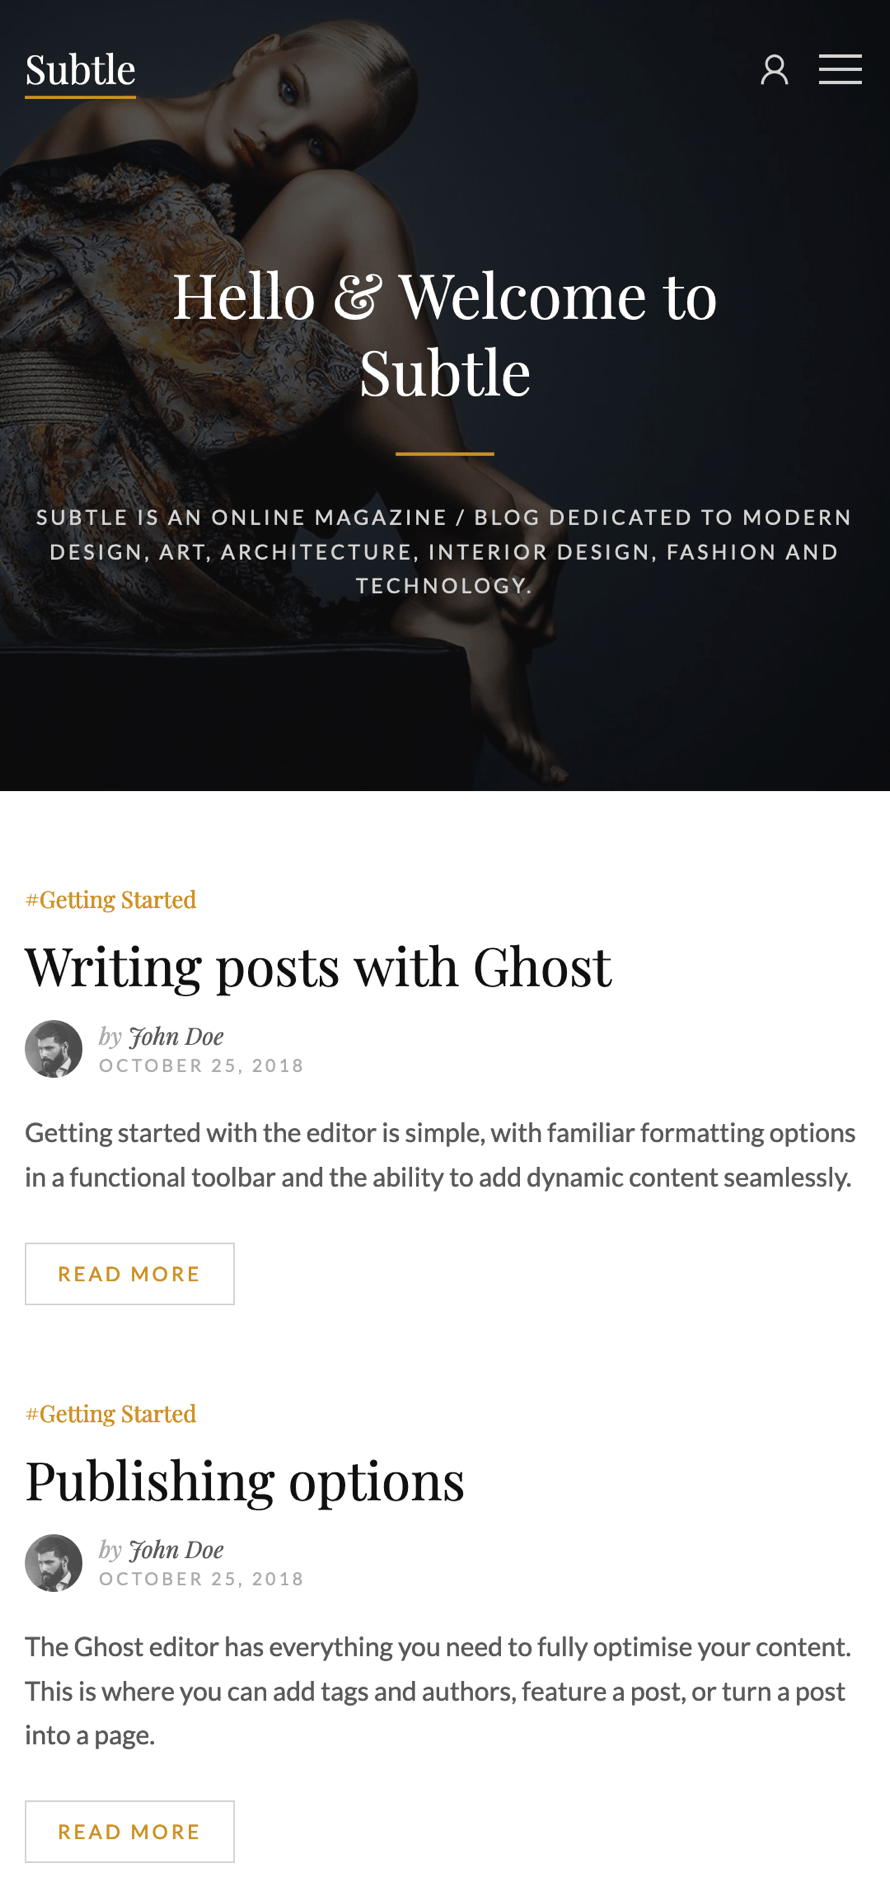 Subtle
Hello & Welcome to
Subtle
SUBTLE IS AN ONLINE MAGAZINE / BLOG DEDICATED TO MODERN
DESIGN, ART, ARCHITECTURE, INTERIOR DESIGN, FASHION AND
TECHNOLOGY.
#Getting Started
Writing posts with Ghost
by John Doe
OCTOBER 25, 2018
Getting started with the editor is simple, with familiar formatting options
in a functional toolbar and the ability to add dynamic content seamlessly.
READ MORE
#Getting Started
Publishing options
by John Doe
OCTOBER 25, 2018
The Ghost editor has everything you need to fully optimise your content.
This is where you can add tags and authors, feature a post, or turn a post
into a page.
READ MORE